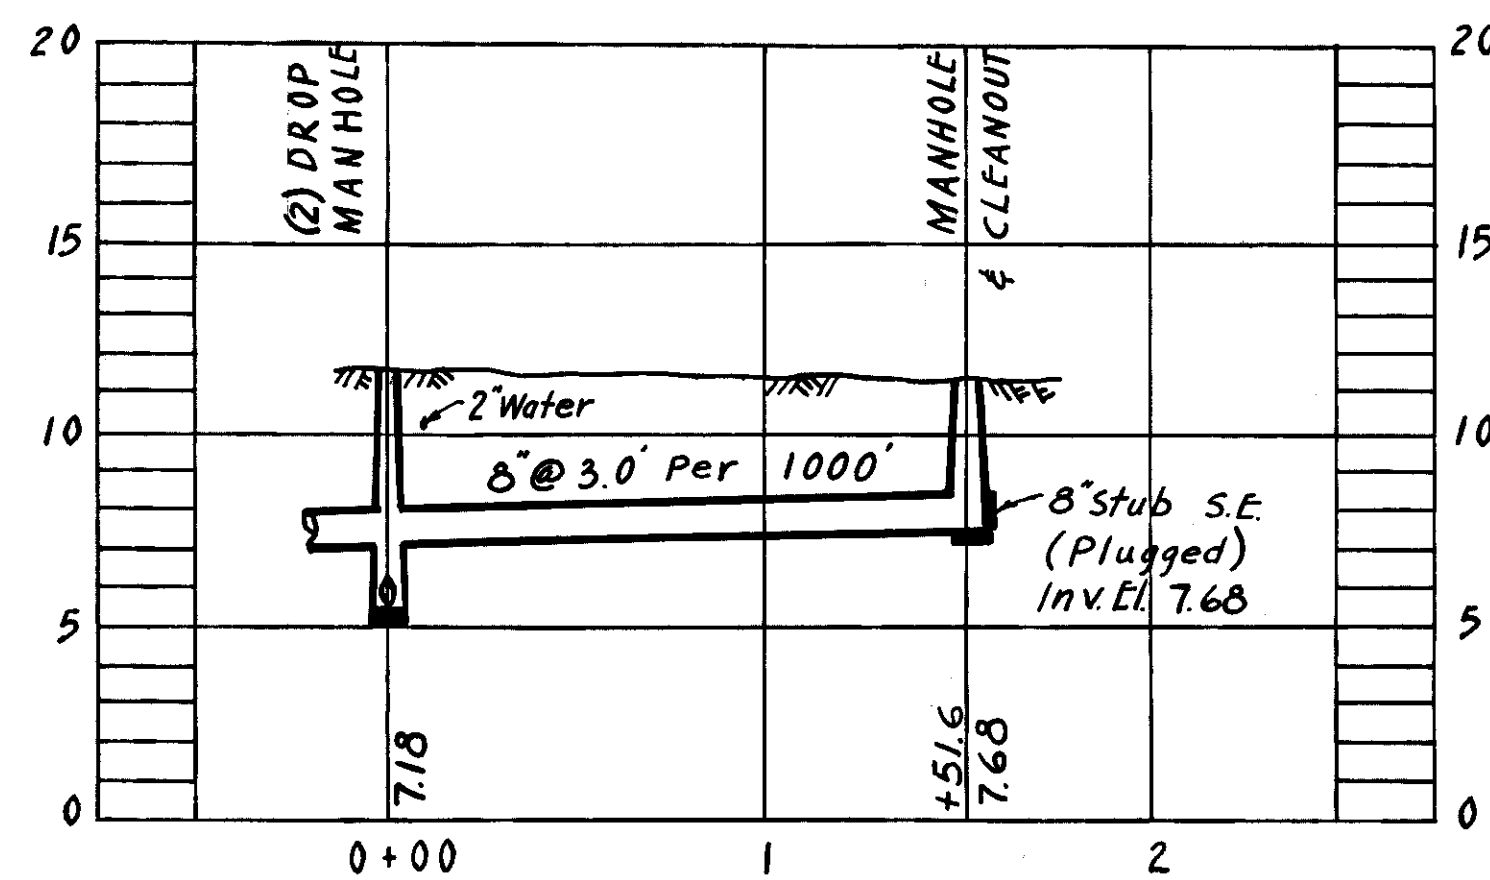 20
20
(2) DROP
MANHOLE
MANHOLE
& CLEANOUT
15
15
2" Water
10
10
8" @ 3.0' Per 1000'
8" Stub S.E.
(Plugged)
Inv. El. 7.68
5
5
7.18
+51.6
7.68
0
0
0+00
1
2